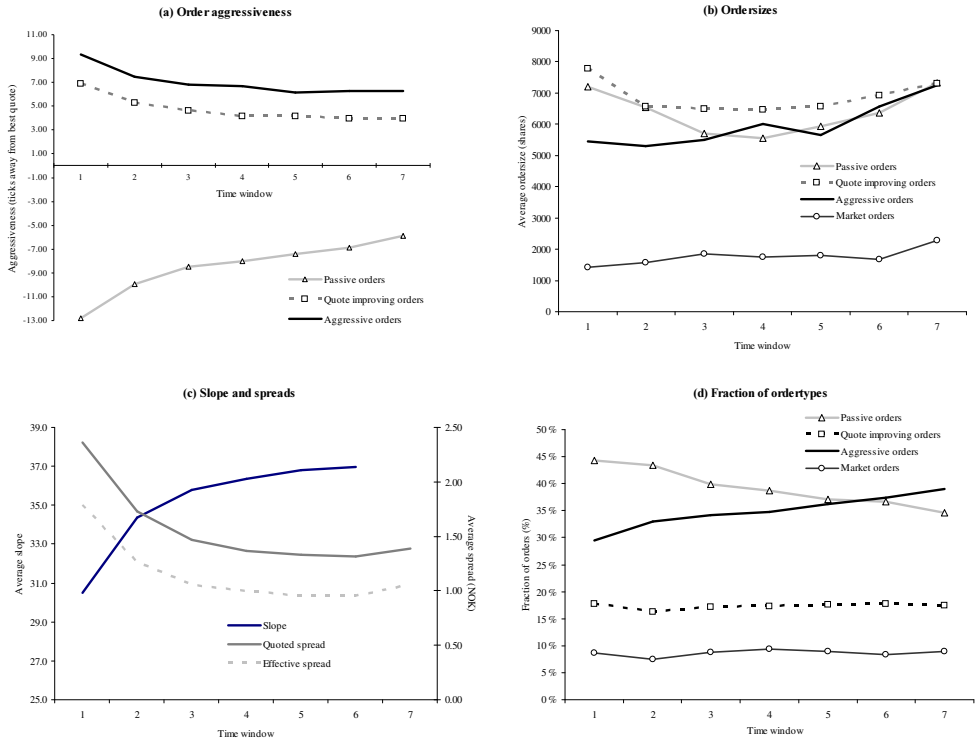 (a) Order aggressiveness
Aggressiveness (ticks away from best quote)
11.00
9.00
7.00
5.00
3.00
1.00
-1.00
-3.00
-5.00
-7.00
-9.00
-11.00
-13.00
1 2 3 4 5 6 7
Time window
Passive orders
Quote improving orders
Aggressive orders
(b) Ordersizes
Average ordersize (shares)
9000
8000
7000
6000
5000
4000
3000
2000
1000
0
Passive orders
Quote improving orders
Aggressive orders
Market orders
1 2 3 4 5 6 7
Time window
(c) Slope and spreads
Average slope
39.0
37.0
35.0
33.0
31.0
29.0
27.0
25.0
Slope
Quoted spread
Effective spread
2.50
2.00
1.50
1.00
0.50
0.00
Average spread (NOK)
1 2 3 4 5 6 7
Time window
(d) Fraction of ordertypes
Passive orders
Quote improving orders
Aggressive orders
Market orders
Fraction of orders (%)
50 %
45 %
40 %
35 %
30 %
25 %
20 %
15 %
10 %
5 %
0 %
1 2 3 4 5 6 7
Time window